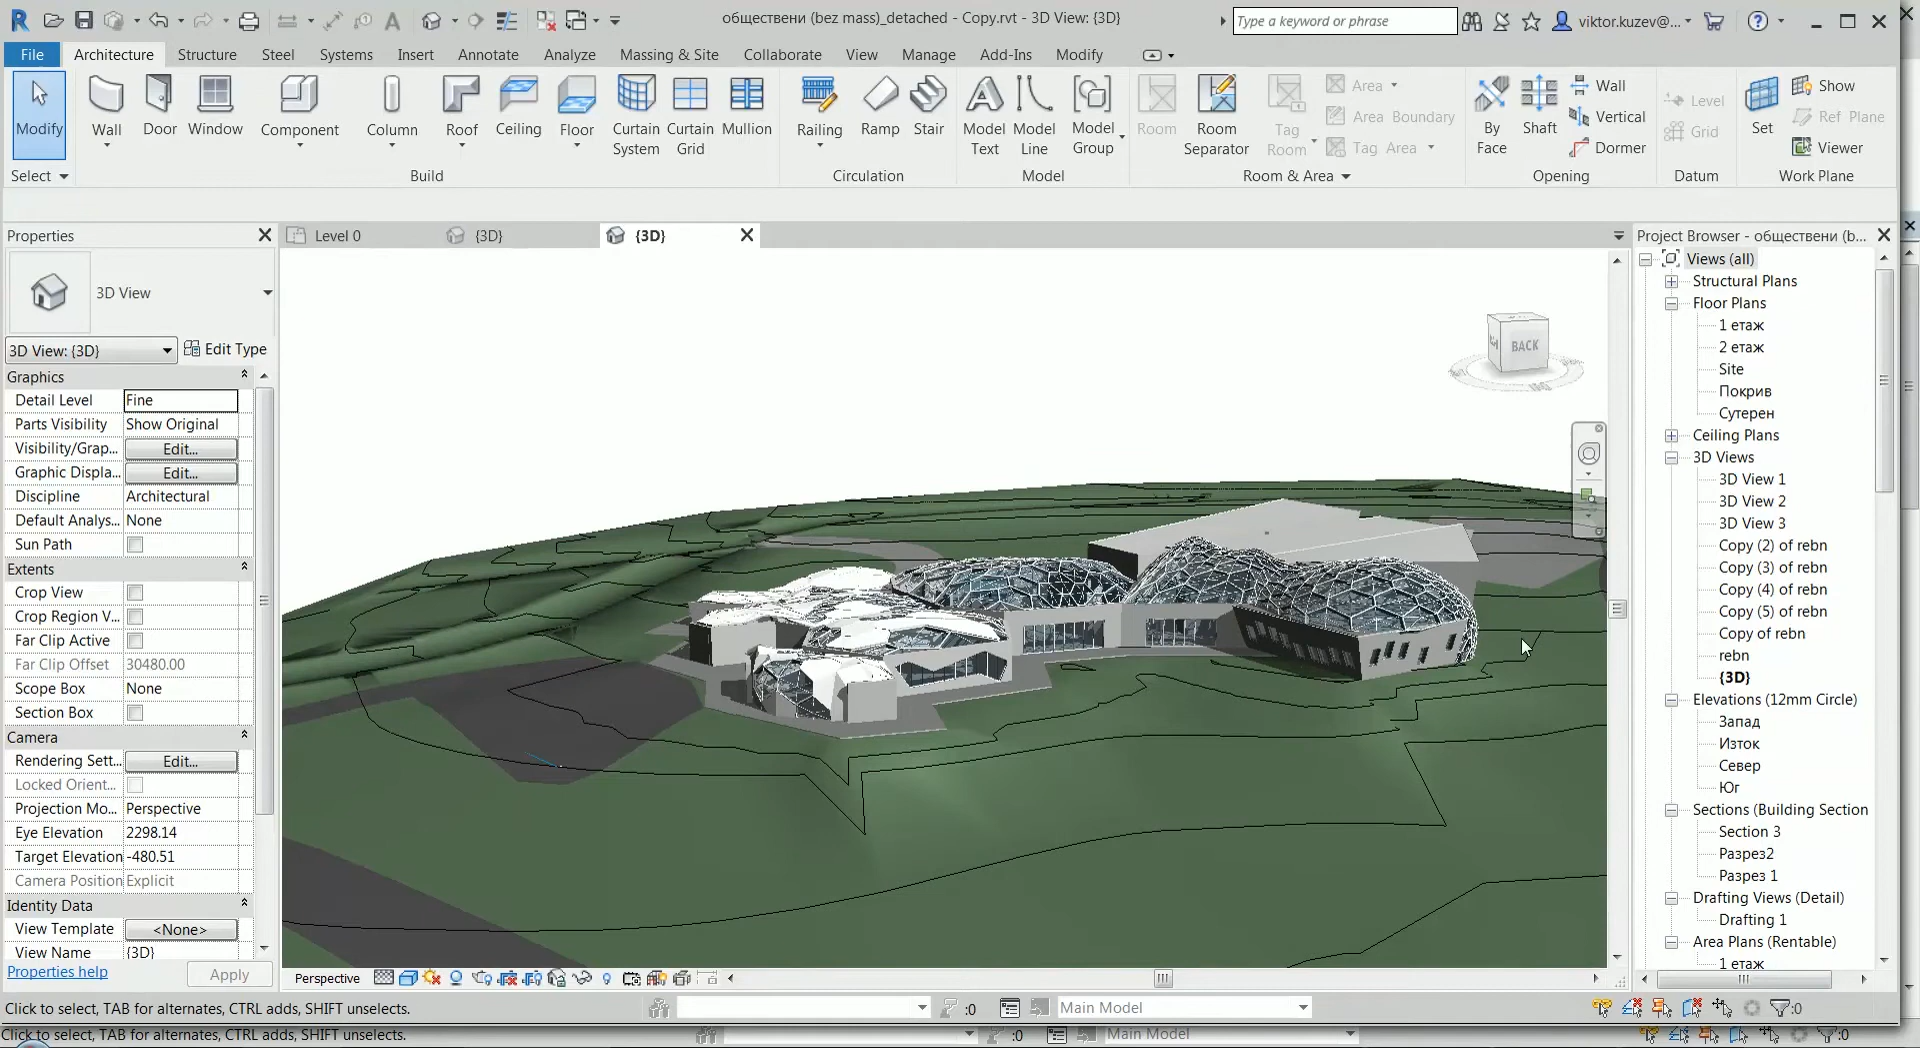 обществени (bez mass)_detached - Copy.rvt - 3D View: {3D}
Type a keyword or phrase
viktor.kuzev@...
File Architecture Structure Steel Systems Insert Annotate Analyze Massing & Site Collaborate View Manage Add-Ins Modify
Modify
Wall
Door
Window
Component
Column
Roof
Ceiling
Floor
Curtain System
Curtain Grid
Mullion
Railing
Ramp
Stair
Model Text
Model Line
Model Group
Room
Room Separator
Tag Room
Area
Area Boundary
Tag Area
By Face
Shaft
Wall
Vertical
Dormer
Level
Grid
Set
Show
Ref Plane
Viewer
Select
Build
Circulation
Model
Room & Area
Opening
Datum
Work Plane
Properties
3D View
3D View: {3D}
Edit Type
Graphics
Detail Level Fine
Parts Visibility Show Original
Visibility/Grap... Edit...
Graphic Displa... Edit...
Discipline Architectural
Default Analys... None
Sun Path
Extents
Crop View
Crop Region V...
Far Clip Active
Far Clip Offset 30480.00
Scope Box None
Section Box
Camera
Rendering Sett... Edit...
Locked Orient...
Projection Mo... Perspective
Eye Elevation 2298.14
Target Elevation -480.51
Camera Position Explicit
Identity Data
View Template <None>
View Name {3D}
Properties help
Apply
Level 0
{3D}
{3D}
BACK
Perspective
Project Browser - обществени (b...
Views (all)
Structural Plans
Floor Plans
1 етаж
2 етаж
Site
Покрив
Сутерен
Ceiling Plans
3D Views
3D View 1
3D View 2
3D View 3
Copy (2) of rebn
Copy (3) of rebn
Copy (4) of rebn
Copy (5) of rebn
Copy of rebn
rebn
{3D}
Elevations (12mm Circle)
Запад
Изток
Север
Юг
Sections (Building Section
Section 3
Разрез2
Разрез 1
Drafting Views (Detail)
Drafting 1
Area Plans (Rentable)
1 етаж
Click to select, TAB for alternates, CTRL adds, SHIFT unselects.
:0
Main Model
:0
Click to select, TAB for alternates, CTRL adds, SHIFT unselects.
:0
Main Model
:0